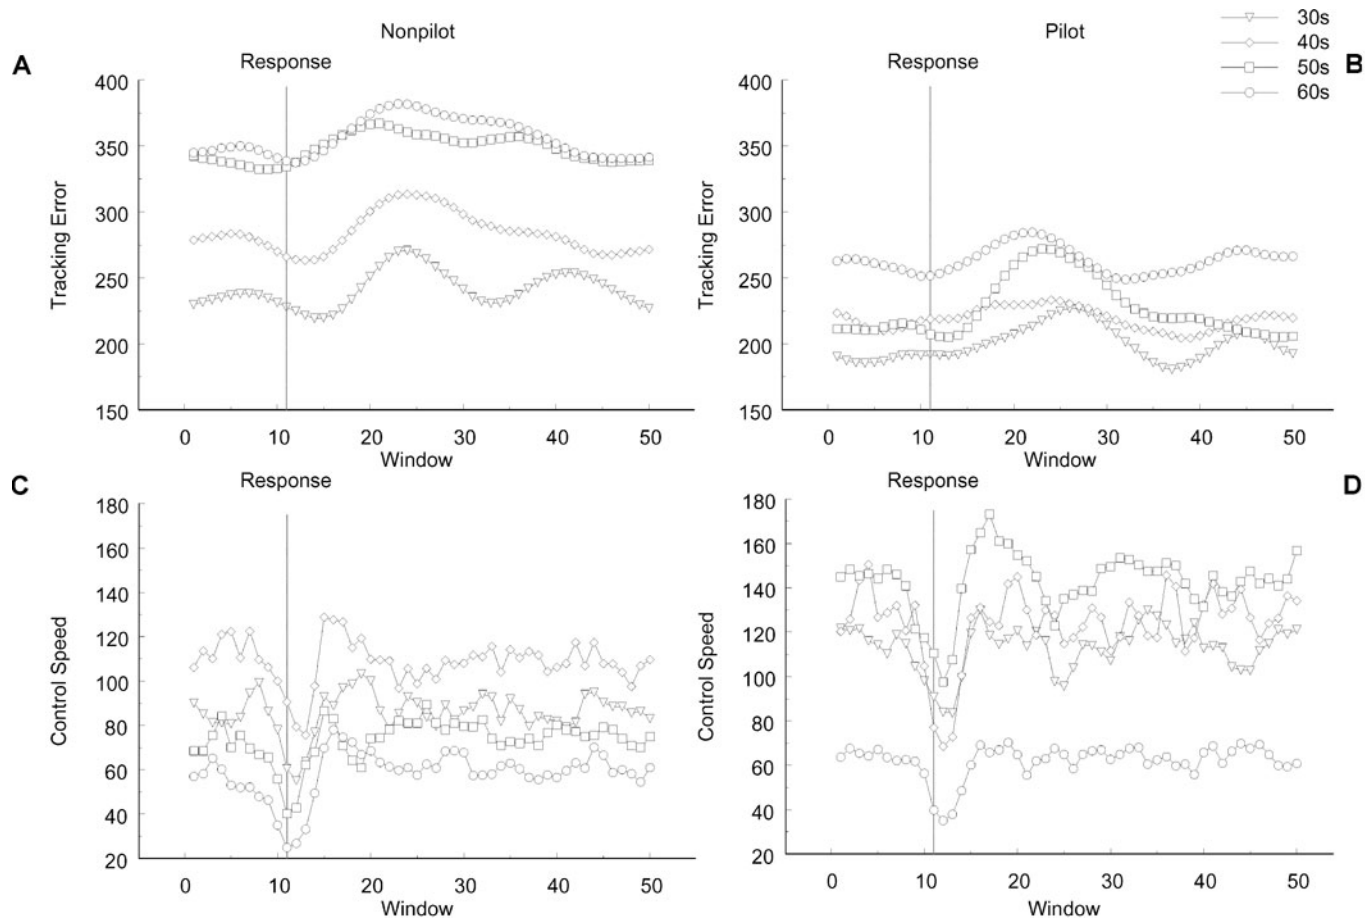 Nonpilot
Pilot
30s
40s
50s
60s
A
Response
400
350
300
250
200
150
Tracking Error
0 10 20 30 40 50
Window
B
Response
400
350
300
250
200
150
Tracking Error
0 10 20 30 40 50
Window
C
Response
180
160
140
120
100
80
60
40
20
Control Speed
0 10 20 30 40 50
Window
D
Response
180
160
140
120
100
80
60
40
20
Control Speed
0 10 20 30 40 50
Window